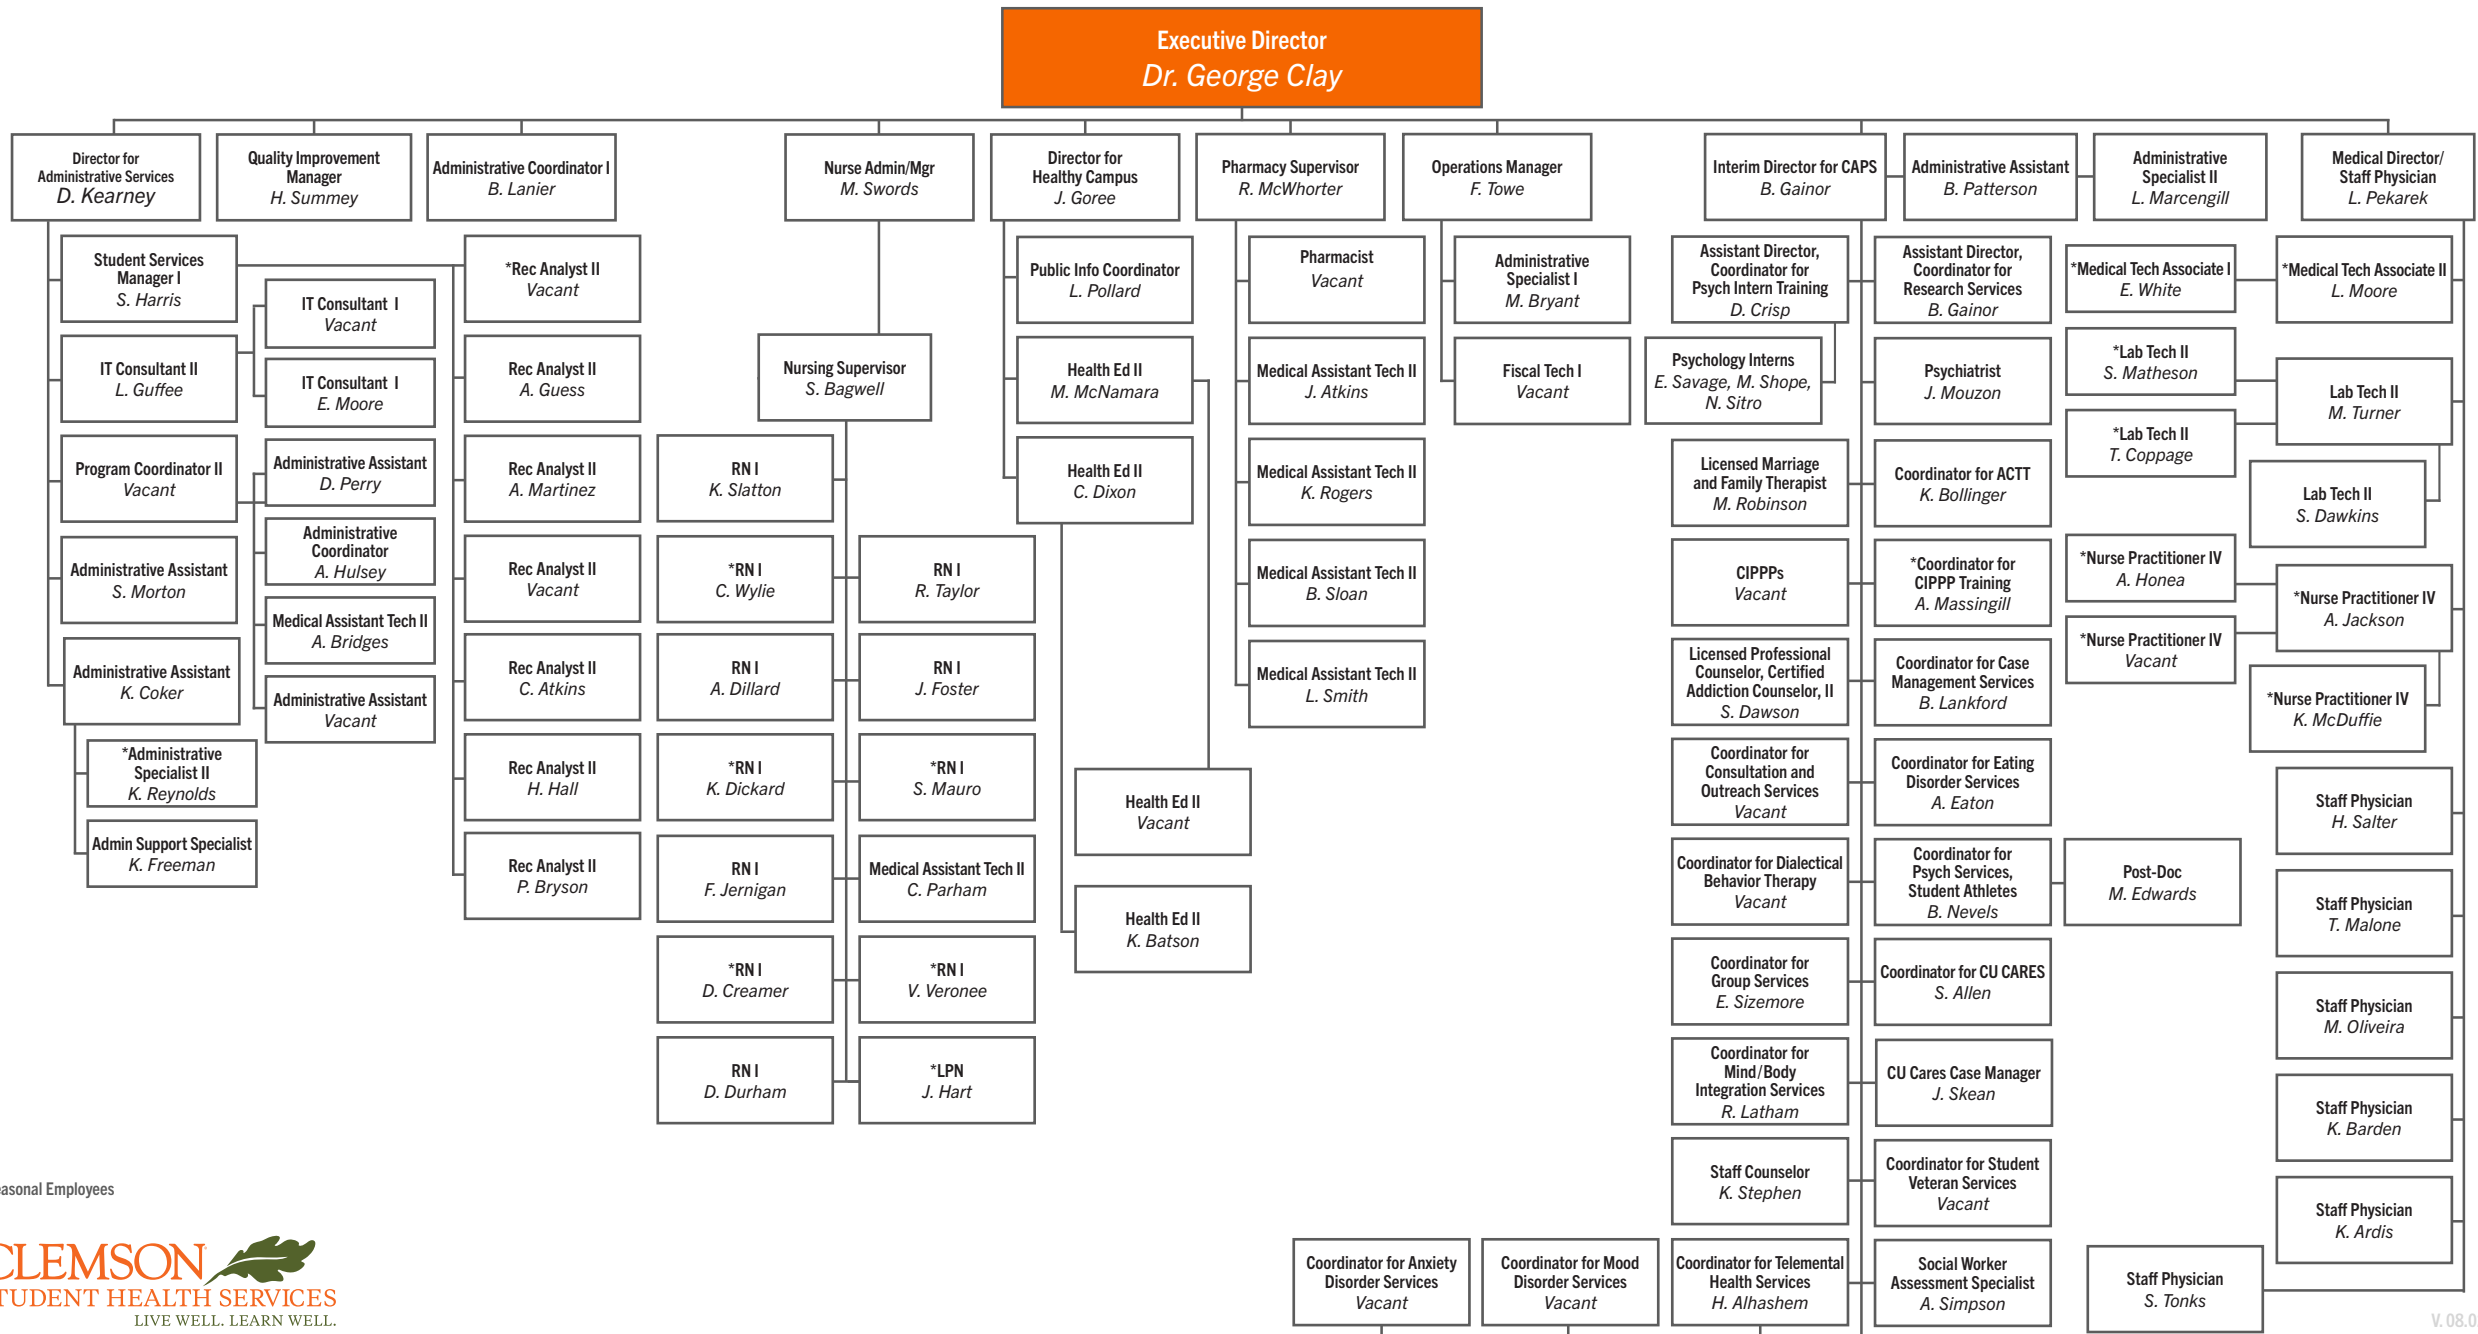 Executive Director
Dr. George Clay
Director for
Administrative Services
D. Kearney
Quality Improvement
Manager
H. Summey
Administrative Coordinator I
B. Lanier
Nurse Admin/Mgr
M. Swords
Director for
Healthy Campus
J. Goree
Pharmacy Supervisor
R. McWhorter
Operations Manager
F. Towe
Interim Director for CAPS
B. Gainor
Administrative Assistant
B. Patterson
Administrative
Specialist II
L. Marcengill
Medical Director/
Staff Physician
L. Pekarek
Student Services
Manager I
S. Harris
IT Consultant II
L. Guffee
Program Coordinator II
Vacant
Administrative Assistant
S. Morton
Administrative Assistant
K. Coker
*Administrative
Specialist II
K. Reynolds
Admin Support Specialist
K. Freeman
IT Consultant I
Vacant
IT Consultant I
E. Moore
Administrative Assistant
D. Perry
Administrative
Coordinator
A. Hulsey
Medical Assistant Tech II
A. Bridges
Administrative Assistant
Vacant
*Rec Analyst II
Vacant
Rec Analyst II
A. Guess
Rec Analyst II
A. Martinez
Rec Analyst II
Vacant
Rec Analyst II
C. Atkins
Rec Analyst II
H. Hall
Rec Analyst II
P. Bryson
Nursing Supervisor
S. Bagwell
RN I
K. Slatton
*RN I
C. Wylie
RN I
R. Taylor
RN I
A. Dillard
RN I
J. Foster
*RN I
K. Dickard
*RN I
S. Mauro
RN I
F. Jernigan
Medical Assistant Tech II
C. Parham
*RN I
D. Creamer
*RN I
V. Veronee
RN I
D. Durham
*LPN
J. Hart
Public Info Coordinator
L. Pollard
Health Ed II
M. McNamara
Health Ed II
C. Dixon
Health Ed II
Vacant
Health Ed II
K. Batson
Pharmacist
Vacant
Medical Assistant Tech II
J. Atkins
Medical Assistant Tech II
K. Rogers
Medical Assistant Tech II
B. Sloan
Medical Assistant Tech II
L. Smith
Administrative
Specialist I
M. Bryant
Fiscal Tech I
Vacant
Assistant Director,
Coordinator for
Psych Intern Training
D. Crisp
Assistant Director,
Coordinator for
Research Services
B. Gainor
Psychology Interns
E. Savage, M. Shope,
N. Sitro
Psychiatrist
J. Mouzon
Licensed Marriage
and Family Therapist
M. Robinson
Coordinator for ACTT
K. Bollinger
CIPPPs
Vacant
*Coordinator for
CIPPP Training
A. Massingill
Licensed Professional
Counselor, Certified
Addiction Counselor, II
S. Dawson
Coordinator for Case
Management Services
B. Lankford
Coordinator for
Consultation and
Outreach Services
Vacant
Coordinator for Eating
Disorder Services
A. Eaton
Coordinator for Dialectical
Behavior Therapy
Vacant
Coordinator for
Psych Services,
Student Athletes
B. Nevels
Post-Doc
M. Edwards
Coordinator for
Group Services
E. Sizemore
Coordinator for CU CARES
S. Allen
Coordinator for
Mind/Body
Integration Services
R. Latham
CU Cares Case Manager
J. Skean
Staff Counselor
K. Stephen
Coordinator for Student
Veteran Services
Vacant
Coordinator for Anxiety
Disorder Services
Vacant
Coordinator for Mood
Disorder Services
Vacant
Coordinator for Telemental
Health Services
H. Alhashem
Social Worker
Assessment Specialist
A. Simpson
*Medical Tech Associate I
E. White
*Medical Tech Associate II
L. Moore
*Lab Tech II
S. Matheson
Lab Tech II
M. Turner
*Lab Tech II
T. Coppage
Lab Tech II
S. Dawkins
*Nurse Practitioner IV
A. Honea
*Nurse Practitioner IV
A. Jackson
*Nurse Practitioner IV
Vacant
*Nurse Practitioner IV
K. McDuffie
Staff Physician
H. Salter
Staff Physician
T. Malone
Staff Physician
M. Oliveira
Staff Physician
K. Barden
Staff Physician
K. Ardis
Staff Physician
S. Tonks
easonal Employees
CLEMSON
TUDENT HEALTH SERVICES
LIVE WELL. LEARN WELL.
V. 08.0